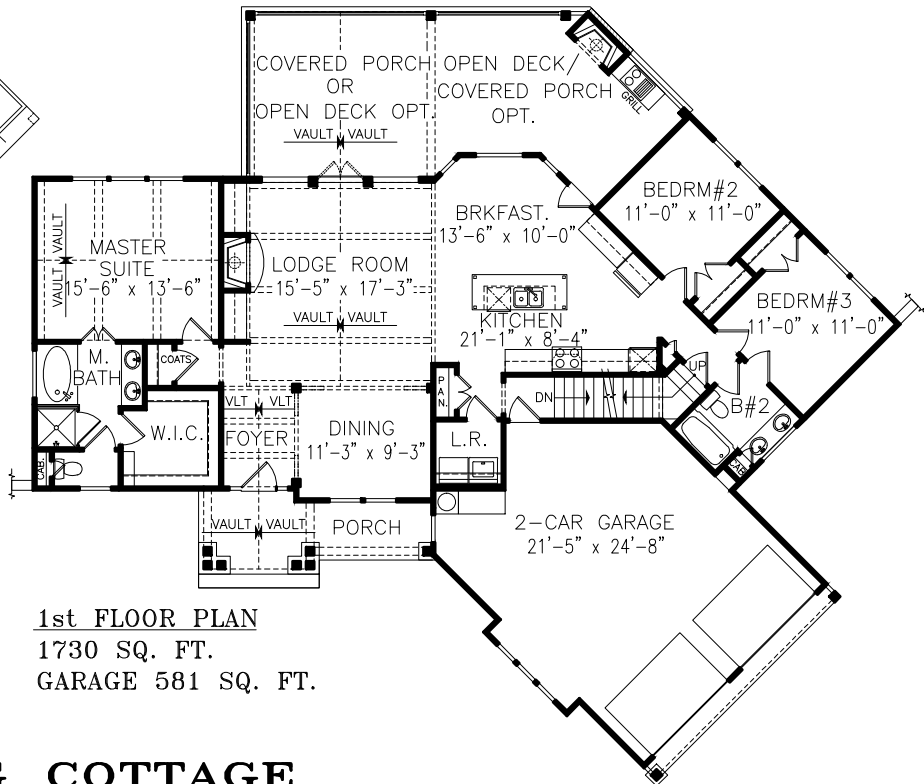 COVERED PORCH
OR
OPEN DECK OPT.
VAULT VAULT
OPEN DECK/
COVERED PORCH
OPT.
GRILL
BEDRM#2
11'-0" x 11'-0"
BRKFAST.
13'-6" x 10'-0"
VAULT VAULT
MASTER
SUITE
15'-6" x 13'-6"
LODGE ROOM
15'-5" x 17'-3"
VAULT VAULT
KITCHEN
21'-1" x 8'-4"
BEDRM#3
11'-0" x 11'-0"
M.
BATH
COATS
UP
PAN.
DN
B#2
VLT VLT
W.I.C.
FOYER
DINING
11'-3" x 9'-3"
L.R.
CAB.
CAB.
VAULT VAULT
PORCH
2-CAR GARAGE
21'-5" x 24'-8"
1st FLOOR PLAN
1730 SQ. FT.
GARAGE 581 SQ. FT.
COTTAGE